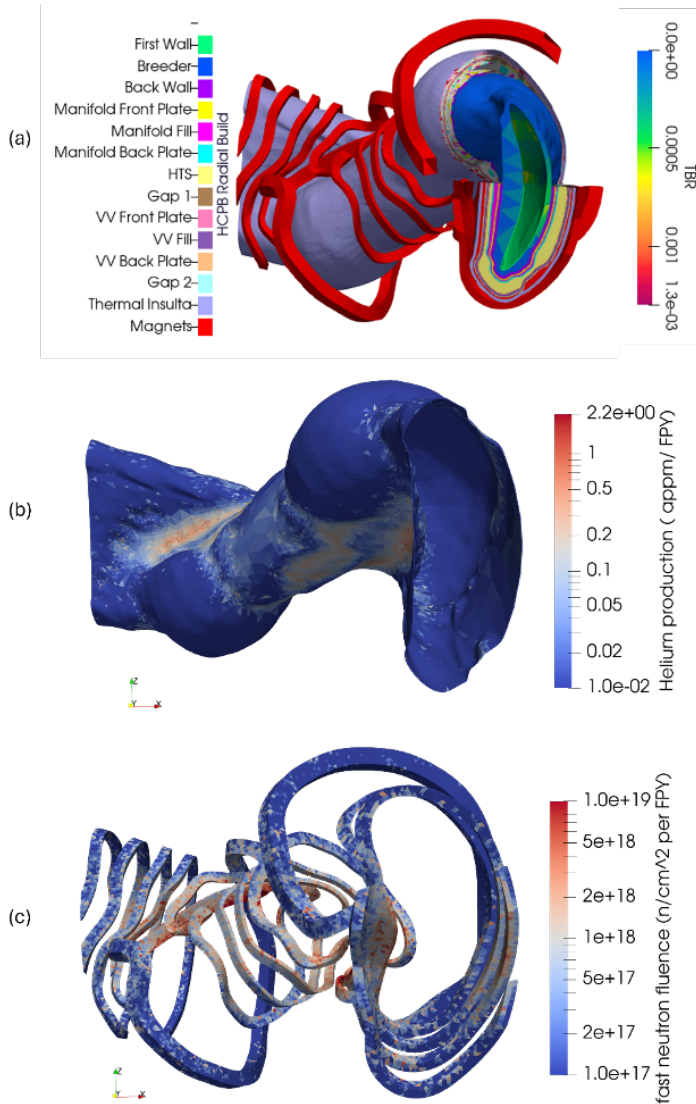 (a)
First Wall
Breeder
Back Wall
Manifold Front Plate
Manifold Fill
Manifold Back Plate
HTS
Gap 1
VV Front Plate
VV Fill
VV Back Plate
Gap 2
Thermal Insulta
Magnets
HCPB Radial Build
0.0e+00
0.0005
0.001
1.3e-03
TBR
(b)
2.2e+00
1
0.5
0.2
0.1
0.05
0.02
1.0e-02
Helium production ( appm/ FPY)
Z
Y
X
(c)
1.0e+19
5e+18
2e+18
1e+18
5e+17
2e+17
1.0e+17
fast neutron fluence (n/cm^2 per FPY)
Z
Y
X